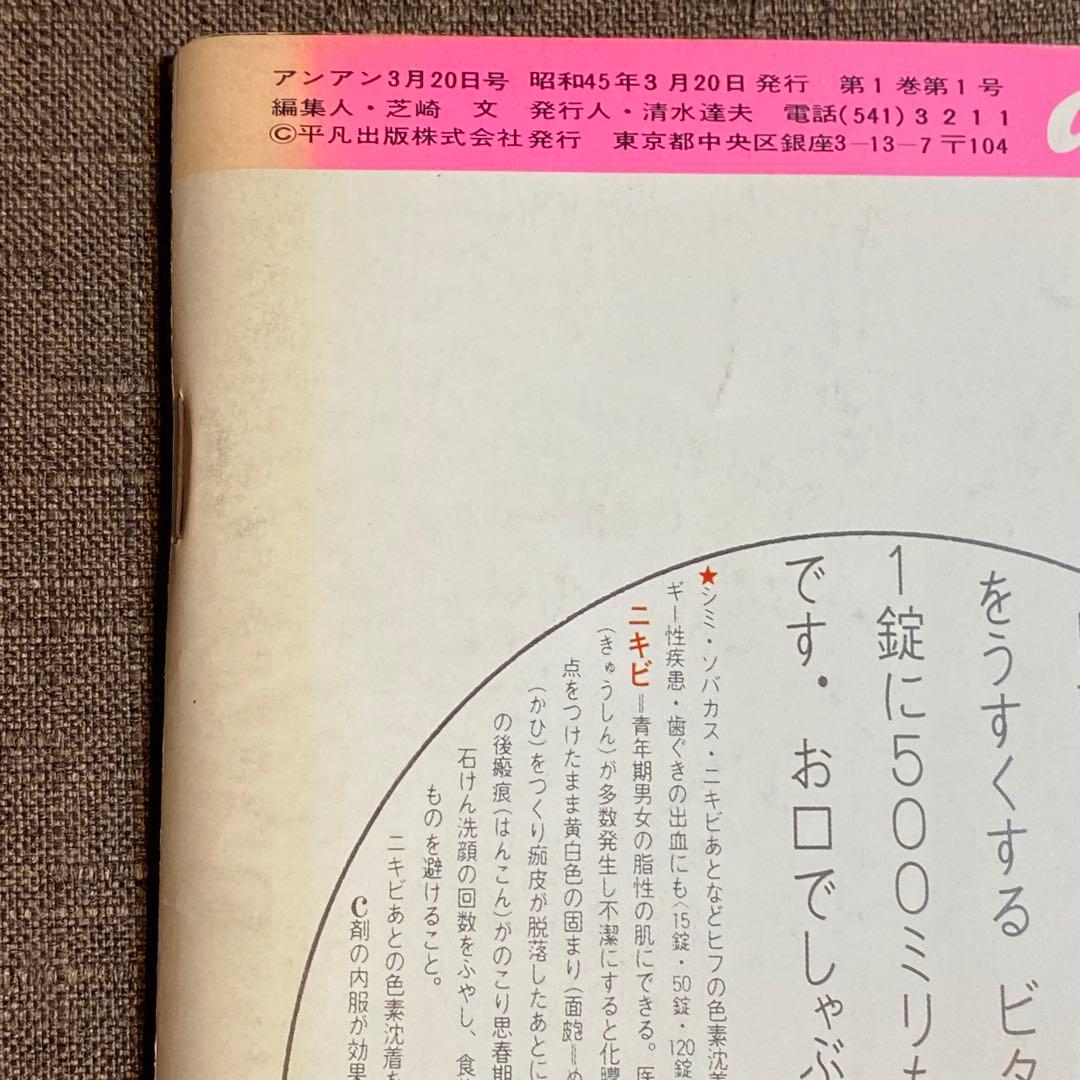 アンアン3月20日号 昭和45年3月20日発行 第1巻第1号
編集人・芝崎 文 発行人・清水達夫 電話(541)3211
©平凡出版株式会社発行 東京都中央区銀座3-13-7 〒104
をうすくする ビタ
1錠に500ミリ
です・お口でしゃぶ
★シミ・ソバカス・ニキビあとなどヒフの色素沈着
ギー性疾患・歯ぐきの出血にも〈15錠・50錠・120錠
ニキビ=青年期男女の脂性の肌にできる。医
(きゅうしん)が多数発生し不潔にすると化膿
点をつけたまま黄白色の固まり(面皰=め
(かひ)をつくり痂皮が脱落したあとに
の後瘢痕(はんこん)がのこり思春期
石けん洗顔の回数をふやし、食
ものを避けること。
ニキビあとの色素沈着を
C剤の内服が効果